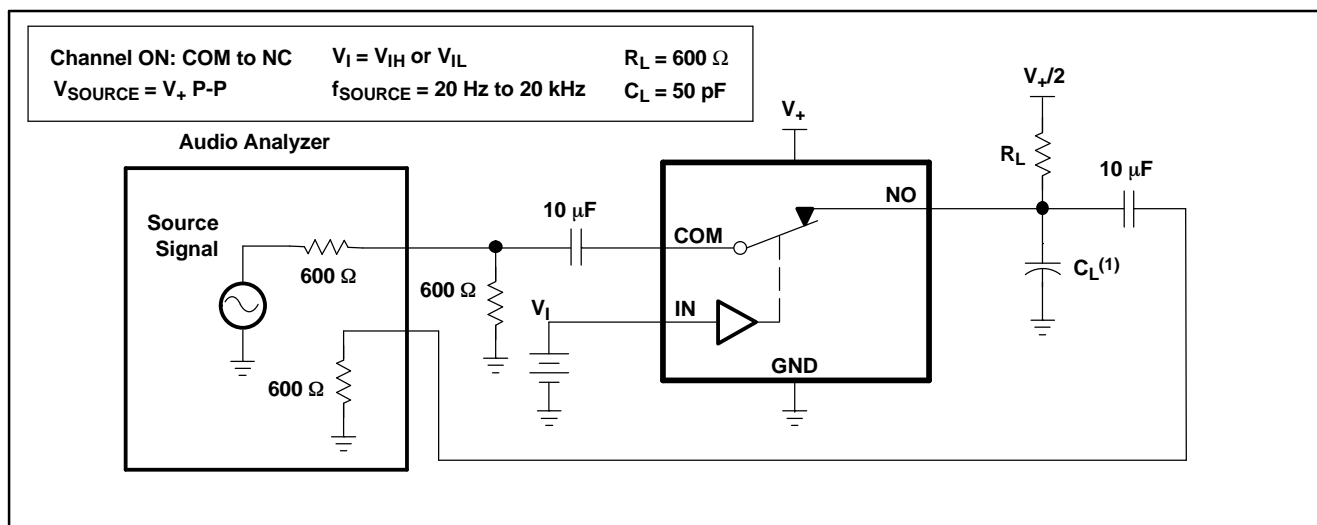 Channel ON: COM to NC V_I = V_IH or V_IL R_L = 600 Ω
V_SOURCE = V_+ P-P f_SOURCE = 20 Hz to 20 kHz C_L = 50 pF
V_+/2
V_+
Audio Analyzer
R_L
10 μF
NO
10 μF
Source
Signal
COM
600 Ω
600 Ω
C_L(1)
V_I
IN
GND
600 Ω